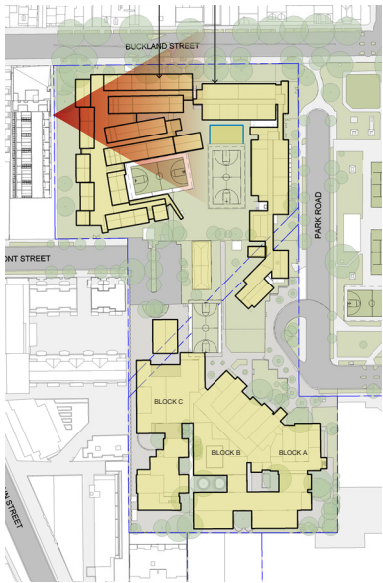 BUCKLAND STREET
PARK ROAD
ONT STREET
BLOCK C
BLOCK B
BLOCK A
N STREET